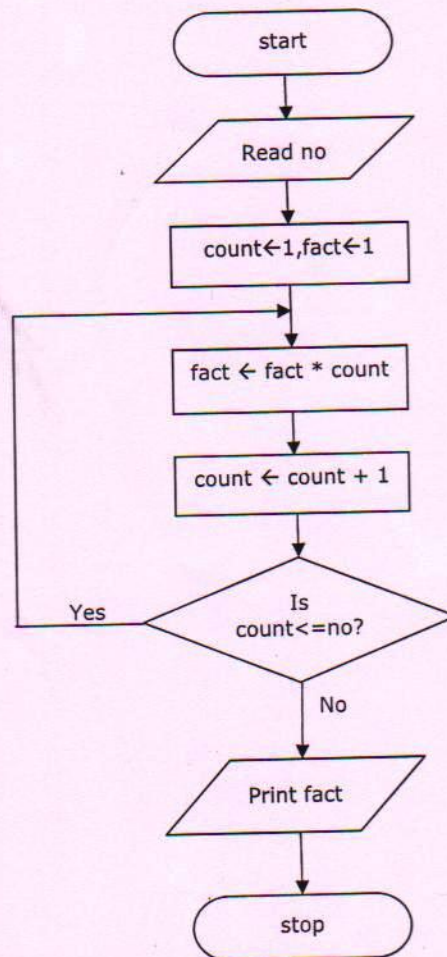 start
Read no
count←1,fact←1
fact ← fact * count
count ← count + 1
Is
count<=no?
Yes
No
Print fact
stop